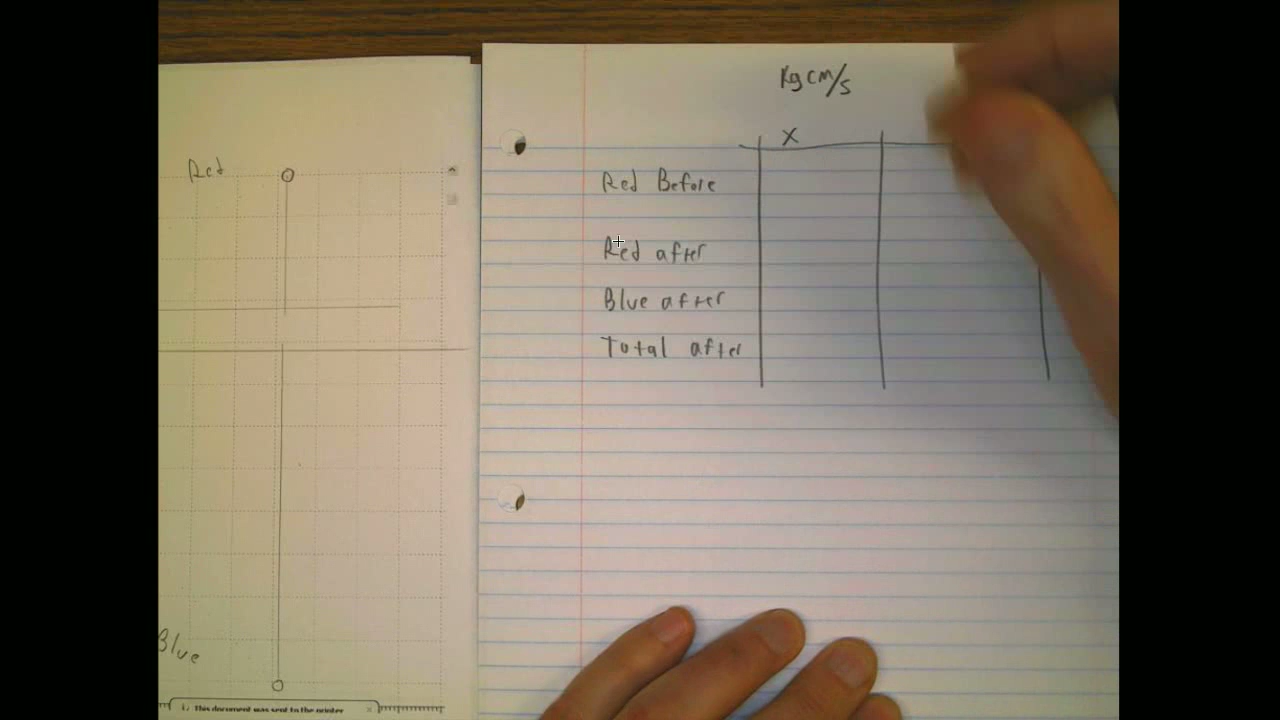 Kg cm/s
X
Red Before
Red after
Blue after
Total after
Red
Blue
This document was sent to the printer